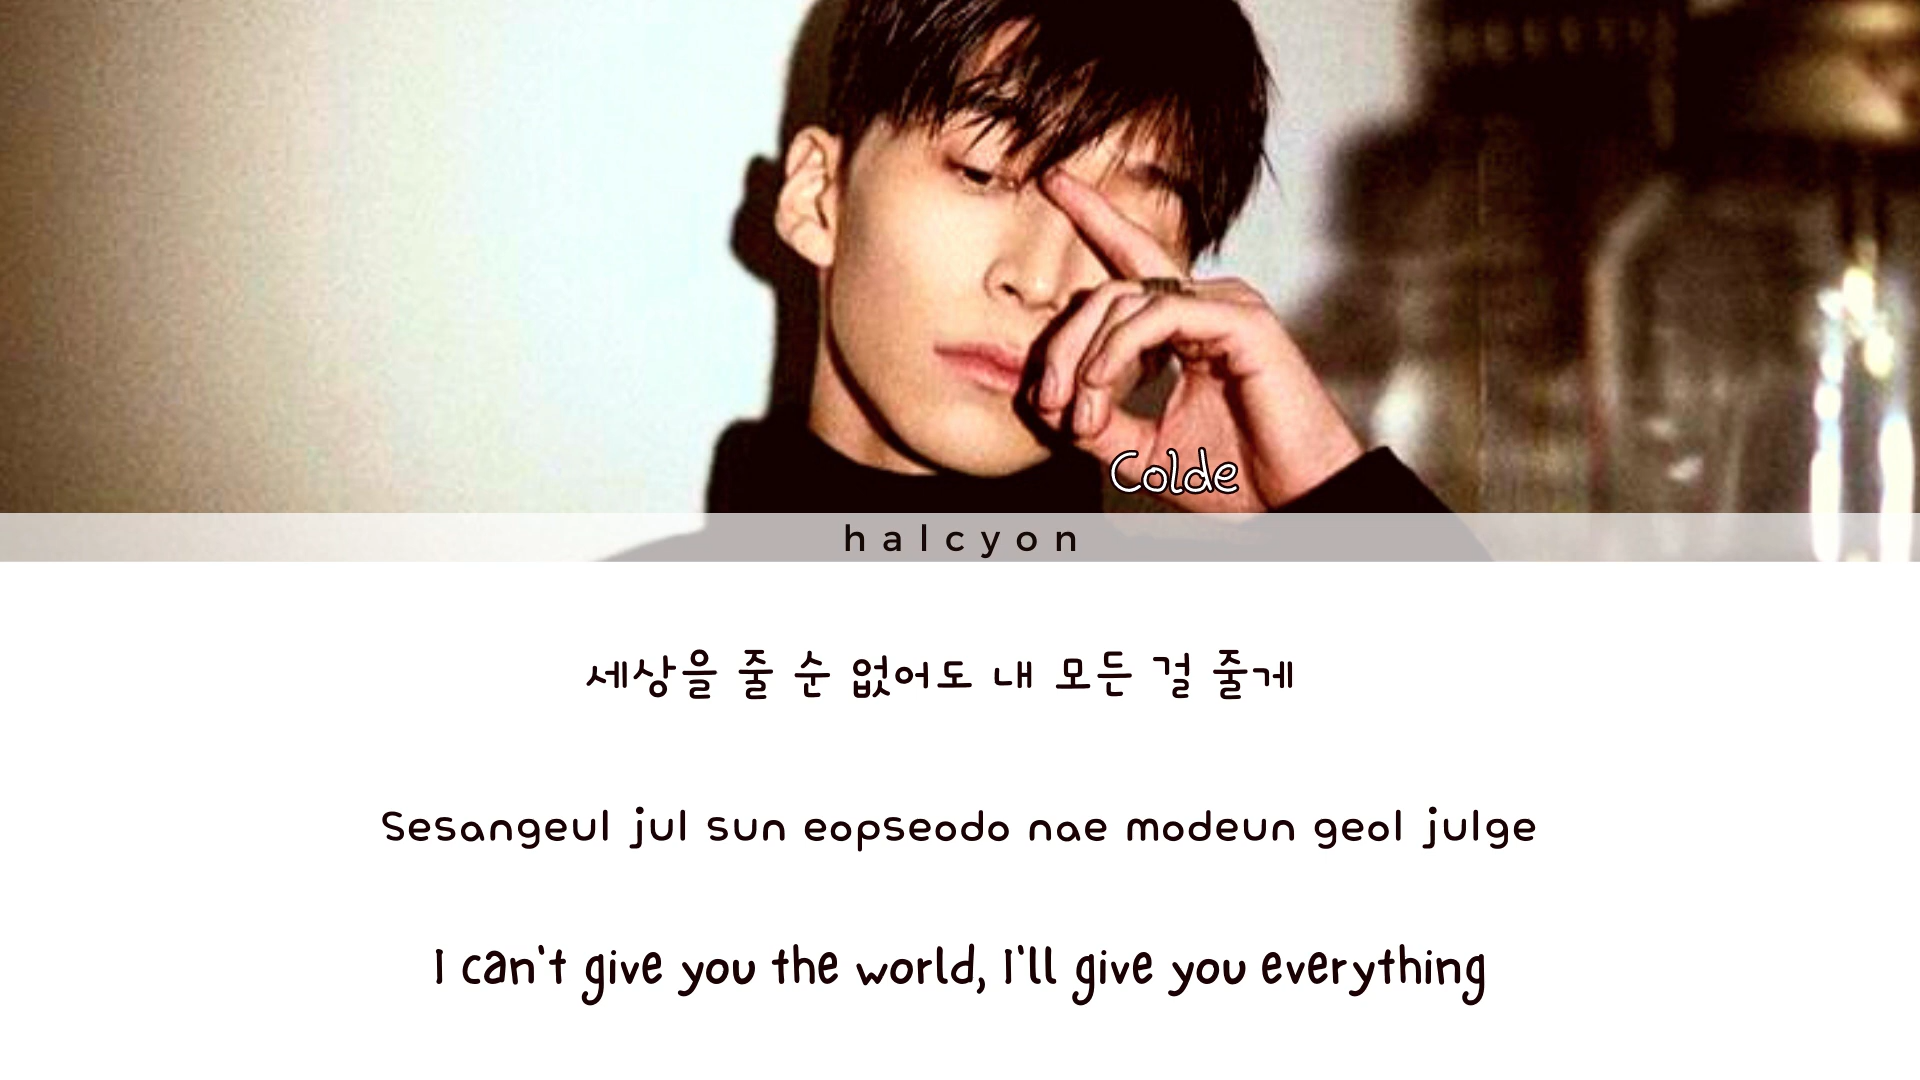 Colde
halcyon
세상을 줄 순 없어도 내 모든 걸 줄게
Sesangeul jul sun eopseodo nae modeun geol julge
I can't give you the world, I'll give you everything